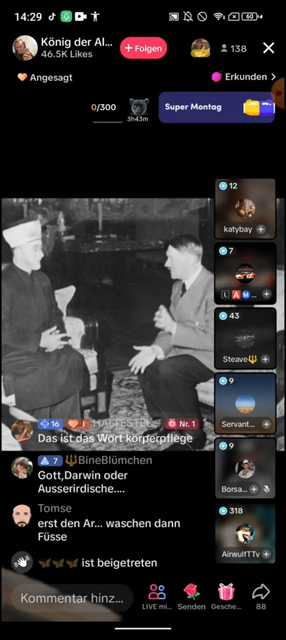 14:29
60
König der Al...
46.5K Likes
+ Folgen
138
Angesagt
Erkunden >
0/300
3h43m
Super Montag
12
katybay
7
L A M...
43
Steave
9
Servant...
9
Borsa...
318
AirwulfTTv
16
HALTESTEL...
Nr. 1
Das ist das Wort körperpflege
7
BineBlümchen
Gott,Darwin oder
Ausserirdische....
Tomse
erst den Ar... waschen dann
Füsse
ist beigetreten
Kommentar hinz...
LIVE mi...
Senden
Gesche...
88